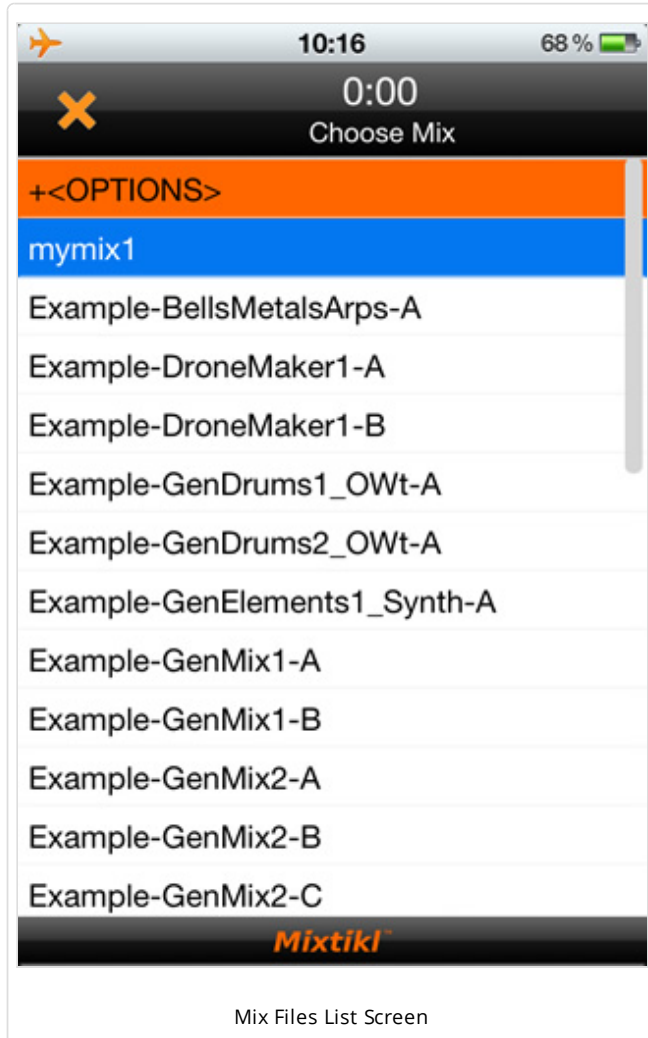 10:16 68 %
0:00
Choose Mix
+<OPTIONS>
mymix1
Example-BellsMetalsArps-A
Example-DroneMaker1-A
Example-DroneMaker1-B
Example-GenDrums1_OWt-A
Example-GenDrums2_OWt-A
Example-GenElements1_Synth-A
Example-GenMix1-A
Example-GenMix1-B
Example-GenMix2-A
Example-GenMix2-B
Example-GenMix2-C
Mixtikl™
Mix Files List Screen